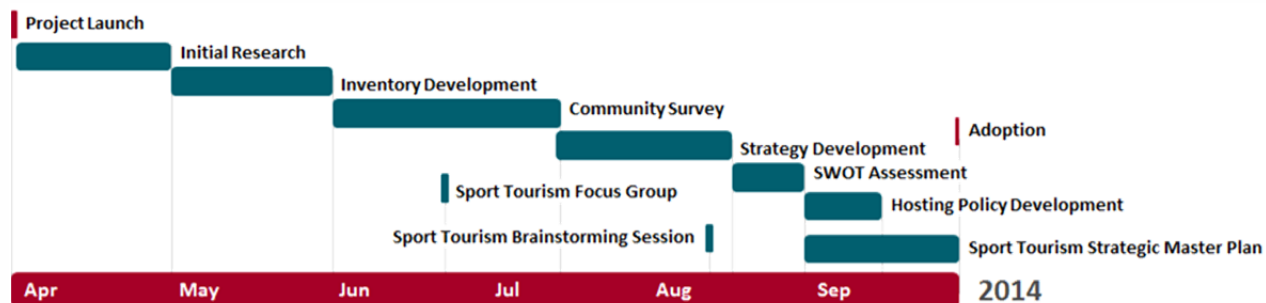 Project Launch
Initial Research
Inventory Development
Community Survey
Adoption
Strategy Development
SWOT Assessment
Sport Tourism Focus Group
Hosting Policy Development
Sport Tourism Brainstorming Session
Sport Tourism Strategic Master Plan
Apr May Jun Jul Aug Sep 2014